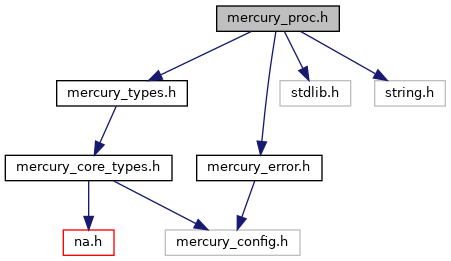 mercury_proc.h
mercury_types.h
stdlib.h
string.h
mercury_core_types.h
mercury_error.h
na.h
mercury_config.h